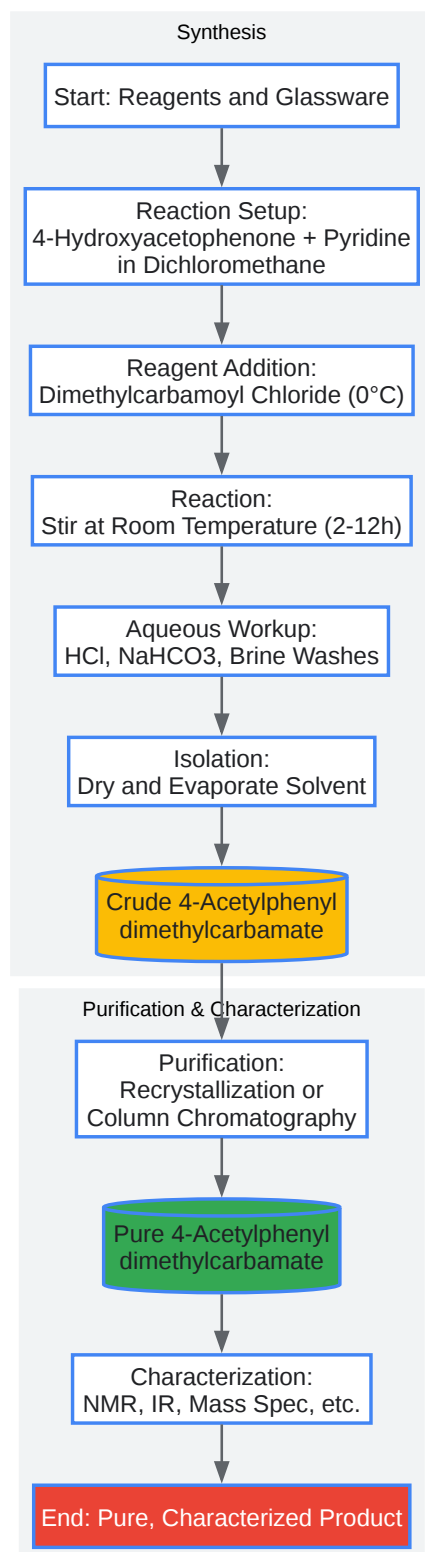 Synthesis
Start: Reagents and Glassware
Reaction Setup:
4-Hydroxyacetophenone + Pyridine
in Dichloromethane
Reagent Addition:
Dimethylcarbamoyl Chloride (0°C)
Reaction:
Stir at Room Temperature (2-12h)
Aqueous Workup:
HCl, NaHCO3, Brine Washes
Isolation:
Dry and Evaporate Solvent
Crude 4-Acetylphenyl
dimethylcarbamate
Purification & Characterization
Purification:
Recrystallization or
Column Chromatography
Pure 4-Acetylphenyl
dimethylcarbamate
Characterization:
NMR, IR, Mass Spec, etc.
End: Pure, Characterized Product